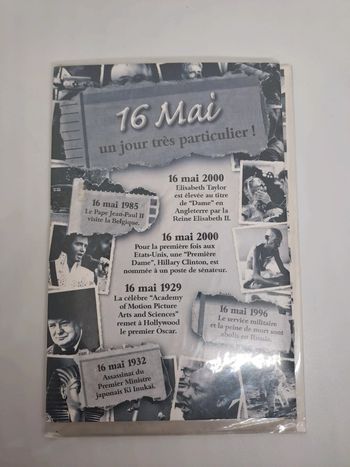 16 Mai
un jour très particulier !
16 mai 2000
Elisabeth Taylor
est élevée au titre
de "Dame" en
Angleterre par la
Reine Elisabeth II.
16 mai 1985
Le Pape Jean-Paul II
visite la Belgique.
16 mai 2000
Pour la première fois aux
Etats-Unis, une "Première
Dame", Hillary Clinton, est
nommée à un poste de sénateur.
16 mai 1929
La célèbre "Academy
of Motion Picture
Arts and Sciences"
remet à Hollywood
le premier Oscar.
16 mai 1996
Le service militaire
et la peine de mort sont
abolis en Russie.
16 mai 1932
Assassinat du
Premier Ministre
japonais Ki Inukai.